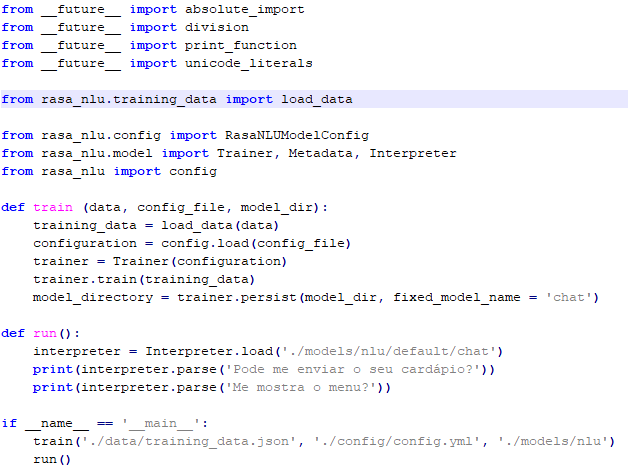 from __future__ import absolute_import
from __future__ import division
from __future__ import print_function
from __future__ import unicode_literals
from rasa_nlu.training_data import load_data
from rasa_nlu.config import RasaNLUModelConfig
from rasa_nlu.model import Trainer, Metadata, Interpreter
from rasa_nlu import config
def train (data, config_file, model_dir):
    training_data = load_data(data)
    configuration = config.load(config_file)
    trainer = Trainer(configuration)
    trainer.train(training_data)
    model_directory = trainer.persist(model_dir, fixed_model_name = 'chat')
def run():
    interpreter = Interpreter.load('./models/nlu/default/chat')
    print(interpreter.parse('Pode me enviar o seu cardápio?'))
    print(interpreter.parse('Me mostra o menu?'))
if __name__ == '__main__':
    train('./data/training_data.json', './config/config.yml', './models/nlu')
    run()